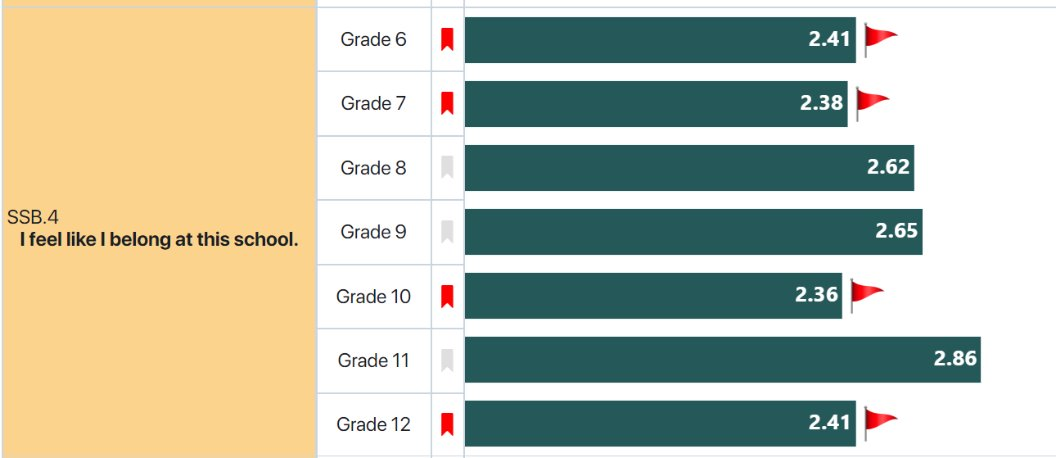 SSB.4
I feel like I belong at this school.
Grade 6 2.41
Grade 7 2.38
Grade 8 2.62
Grade 9 2.65
Grade 10 2.36
Grade 11 2.86
Grade 12 2.41